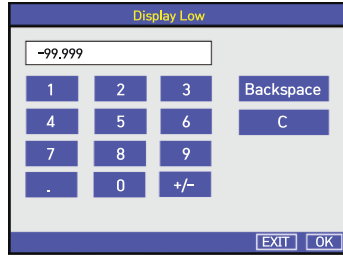 Display Low
-99.999
1 2 3 Backspace
4 5 6 C
7 8 9
. 0 +/-
EXIT OK